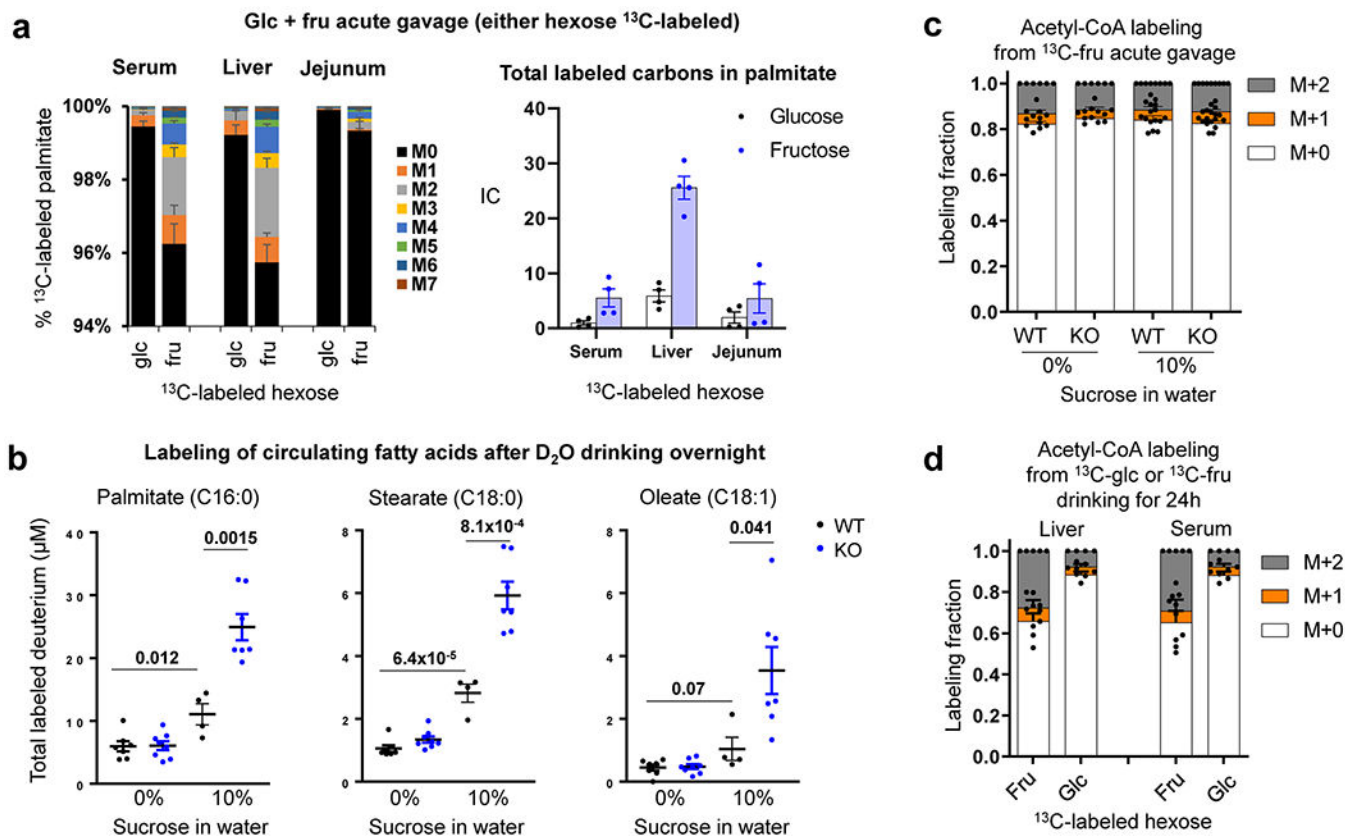 a
Glc + fru acute gavage (either hexose ¹³C-labeled)
Serum Liver Jejunum
% ¹³C-labeled palmitate
100%
98%
96%
94%
glc fru glc fru glc fru
¹³C-labeled hexose
M0
M1
M2
M3
M4
M5
M6
M7
Total labeled carbons in palmitate
IC
40
30
20
10
0
Glucose
Fructose
Serum Liver Jejunum
¹³C-labeled hexose
b
Labeling of circulating fatty acids after D₂O drinking overnight
Total labeled deuterium (µM)
Palmitate (C16:0)
40
30
20
10
0
0.012
0.0015
0% 10%
Sucrose in water
Stearate (C18:0)
8
6
4
2
0
6.4x10⁻⁵
8.1x10⁻⁴
0% 10%
Sucrose in water
Oleate (C18:1)
8
6
4
2
0
0.07
0.041
0% 10%
Sucrose in water
WT
KO
c
Acetyl-CoA labeling
from ¹³C-fru acute gavage
Labeling fraction
1.0
0.8
0.6
0.4
0.2
0.0
M+2
M+1
M+0
WT KO WT KO
0% 10%
Sucrose in water
d
Acetyl-CoA labeling
from ¹³C-glc or ¹³C-fru
drinking for 24h
Liver Serum
Labeling fraction
1.0
0.8
0.6
0.4
0.2
0.0
M+2
M+1
M+0
Fru Glc Fru Glc
¹³C-labeled hexose